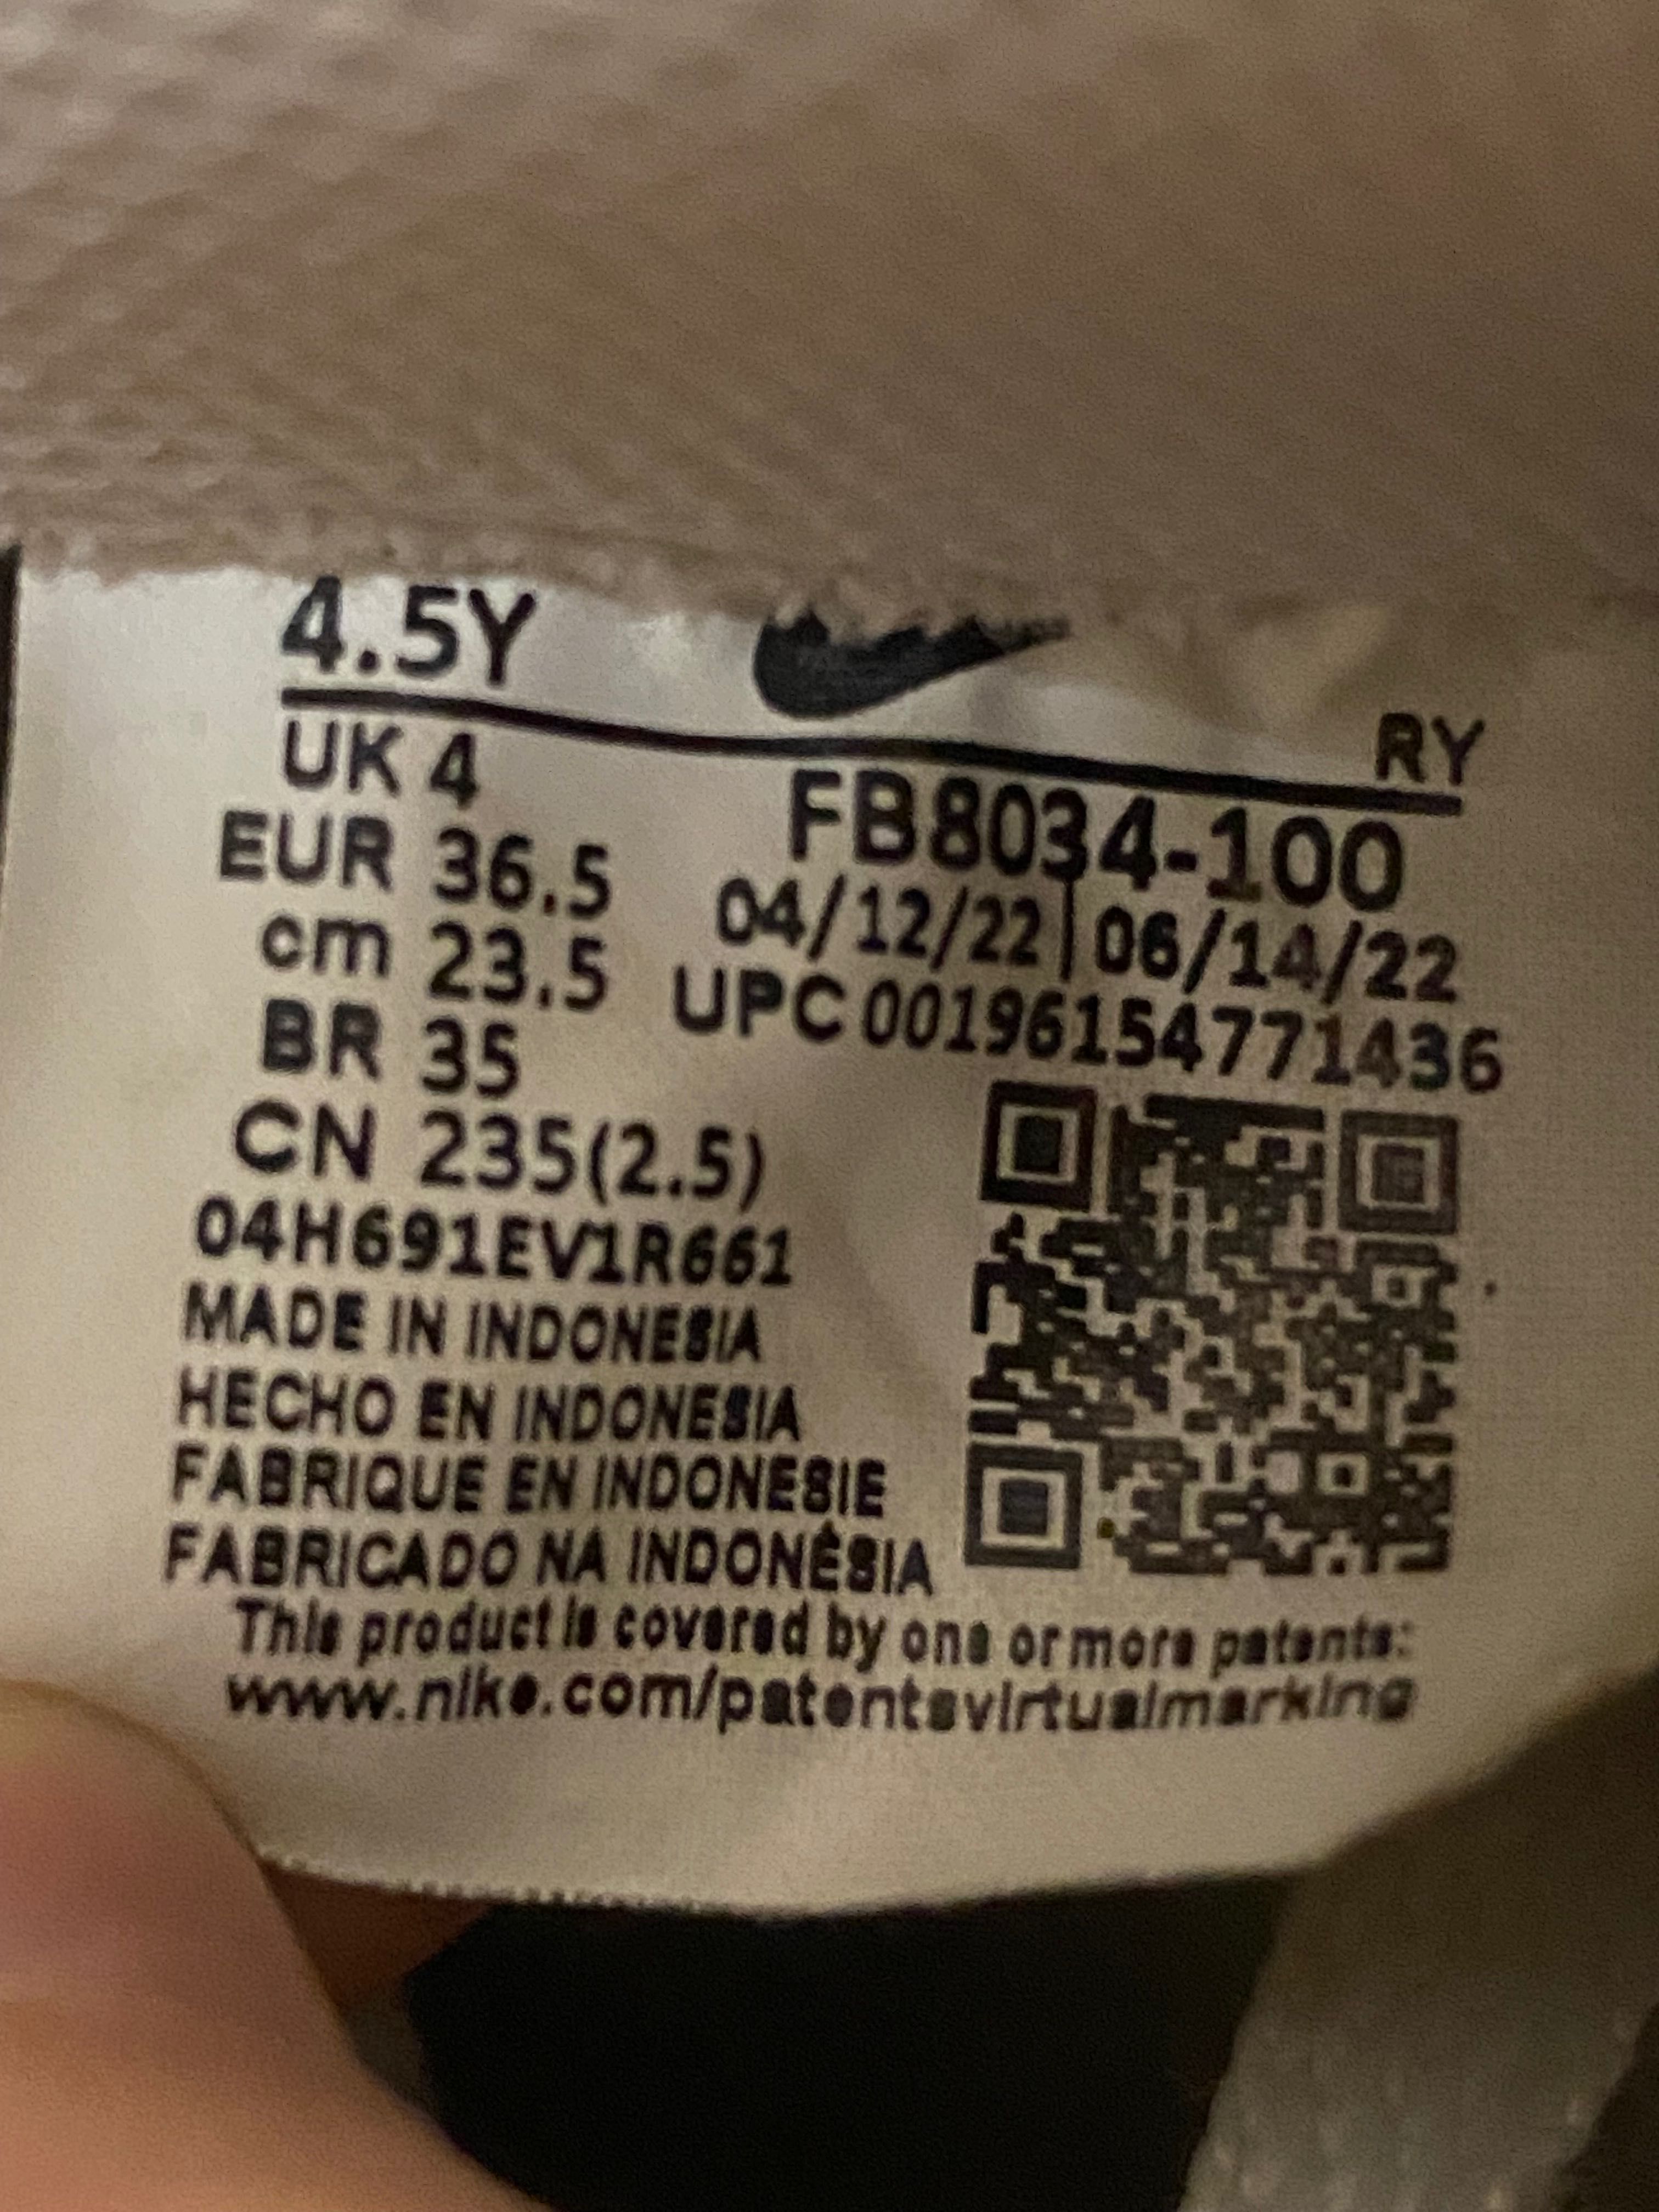 4.5Y
RY
UK 4
EUR 36.5
cm 23.5
BR 35
CN 235(2.5)
FB8034-100
04/12/22|06/14/22
UPC 00196154771436
04H691EV1R661
MADE IN INDONESIA
HECHO EN INDONESIA
FABRIQUE EN INDONESIE
FABRICADO NA INDONÉSIA
This product is covered by one or more patents:
www.nike.com/patentsvirtualmarking